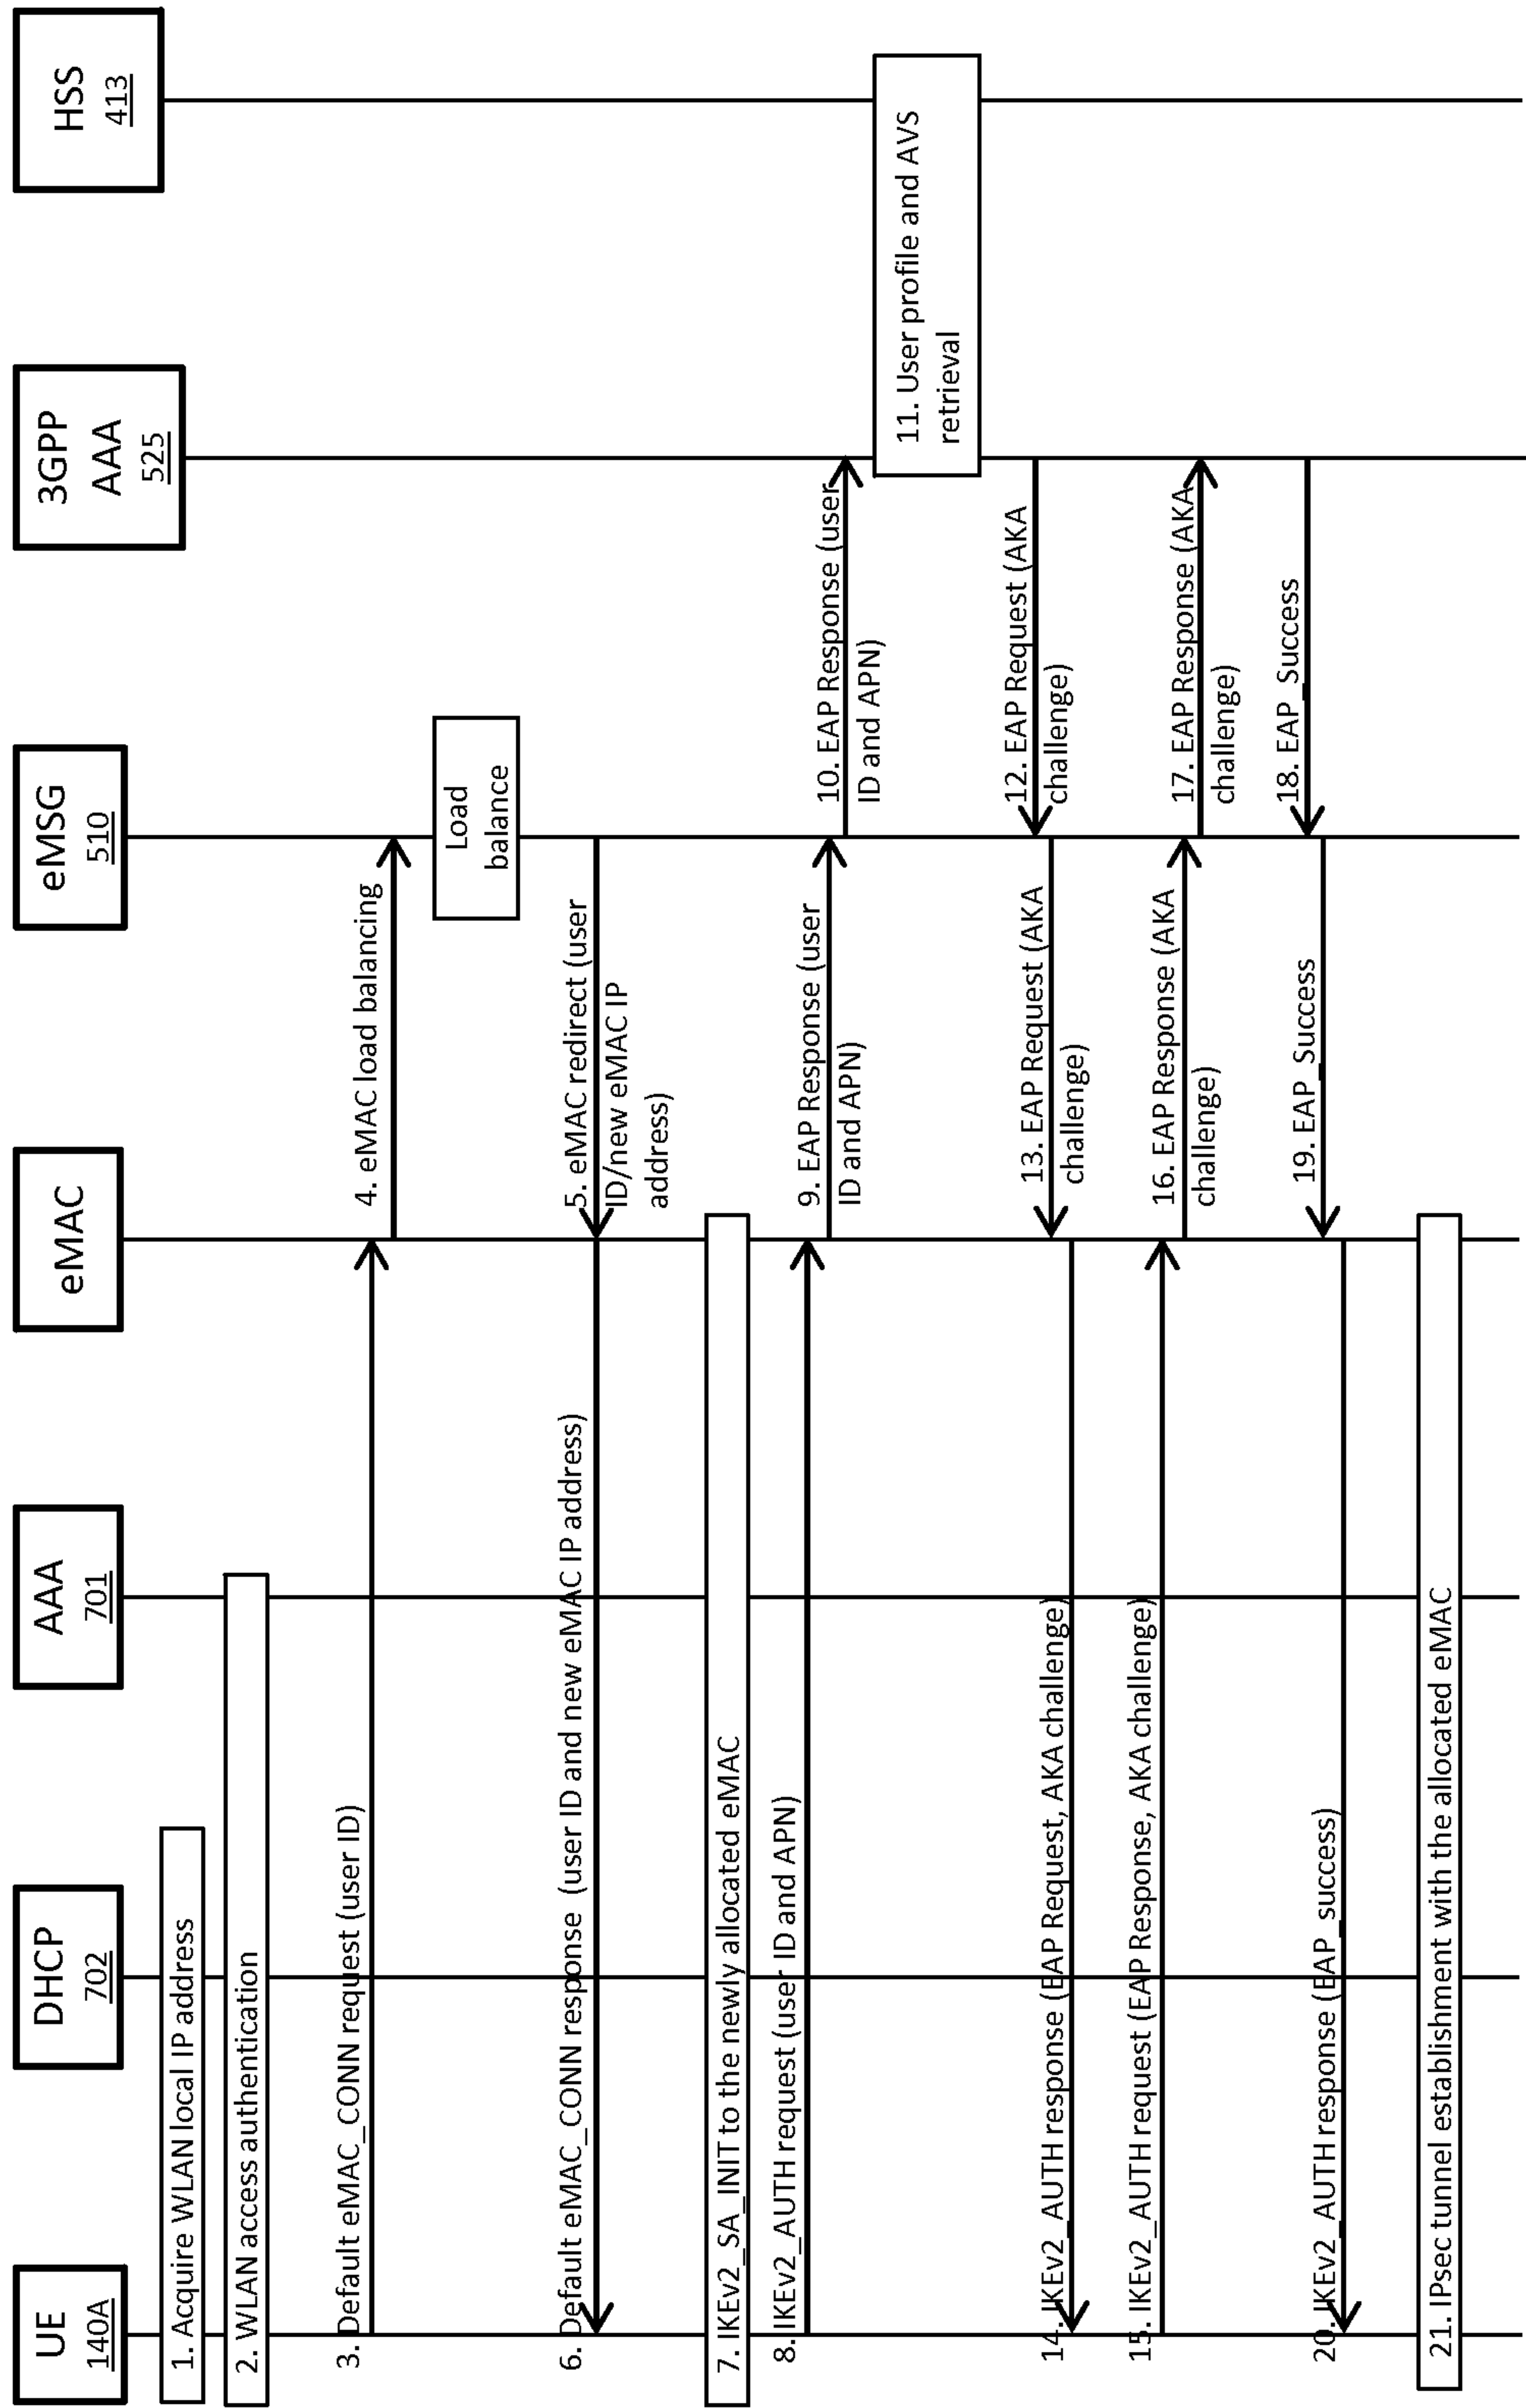 UE
140A
DHCP
702
AAA
701
eMAC
eMSG
510
3GPP
AAA
525
HSS
413
1. Acquire WLAN local IP address
2. WLAN access authentication
3. Default eMAC_CONN request (user ID)
4. eMAC load balancing
Load
balance
5. eMAC redirect (user
ID/new eMAC IP
address)
6. Default eMAC_CONN response (user ID and new eMAC IP address)
7. IKEv2_SA_INIT to the newly allocated eMAC
8. IKEv2_AUTH request (user ID and APN)
9. EAP Response (user
ID and APN)
10. EAP Response (user
ID and APN)
11. User profile and AVS
retrieval
12. EAP Request (AKA
challenge)
13. EAP Request (AKA
challenge)
14. IKEv2_AUTH response (EAP Request, AKA challenge)
15. IKEv2_AUTH request (EAP Response, AKA challenge)
16. EAP Response (AKA
challenge)
17. EAP Response (AKA
challenge)
18. EAP_Success
19. EAP_Success
20. IKEv2_AUTH response (EAP_success)
21. IPsec tunnel establishment with the allocated eMAC